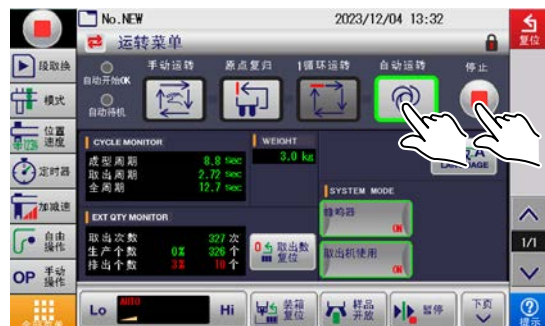 No.NEW
2023/12/04 13:32
运转菜单
复位
段取换
模式
位置
速度
定时器
加减速
自由
操作
OP 手动
操作
自动开始OK
自动待机
手动运转
原点复归
1循环运转
自动运转
停止
CYCLE MONITOR
成型周期 8.8 sec
取出周期 2.72 sec
全周期 12.7 sec
WEIGHT
3.0 kg
LANGUAGE
EXT QTY MONITOR
取出次数 327 次
生产个数 0% 326 个
排出个数 3% 10 个
取出数
复位
SYSTEM MODE
蜂鸣器
ON
取出机使用
ON
1/1
Lo
AUTO
Hi
装箱
复位
样品
开放
暂停
下页
提示